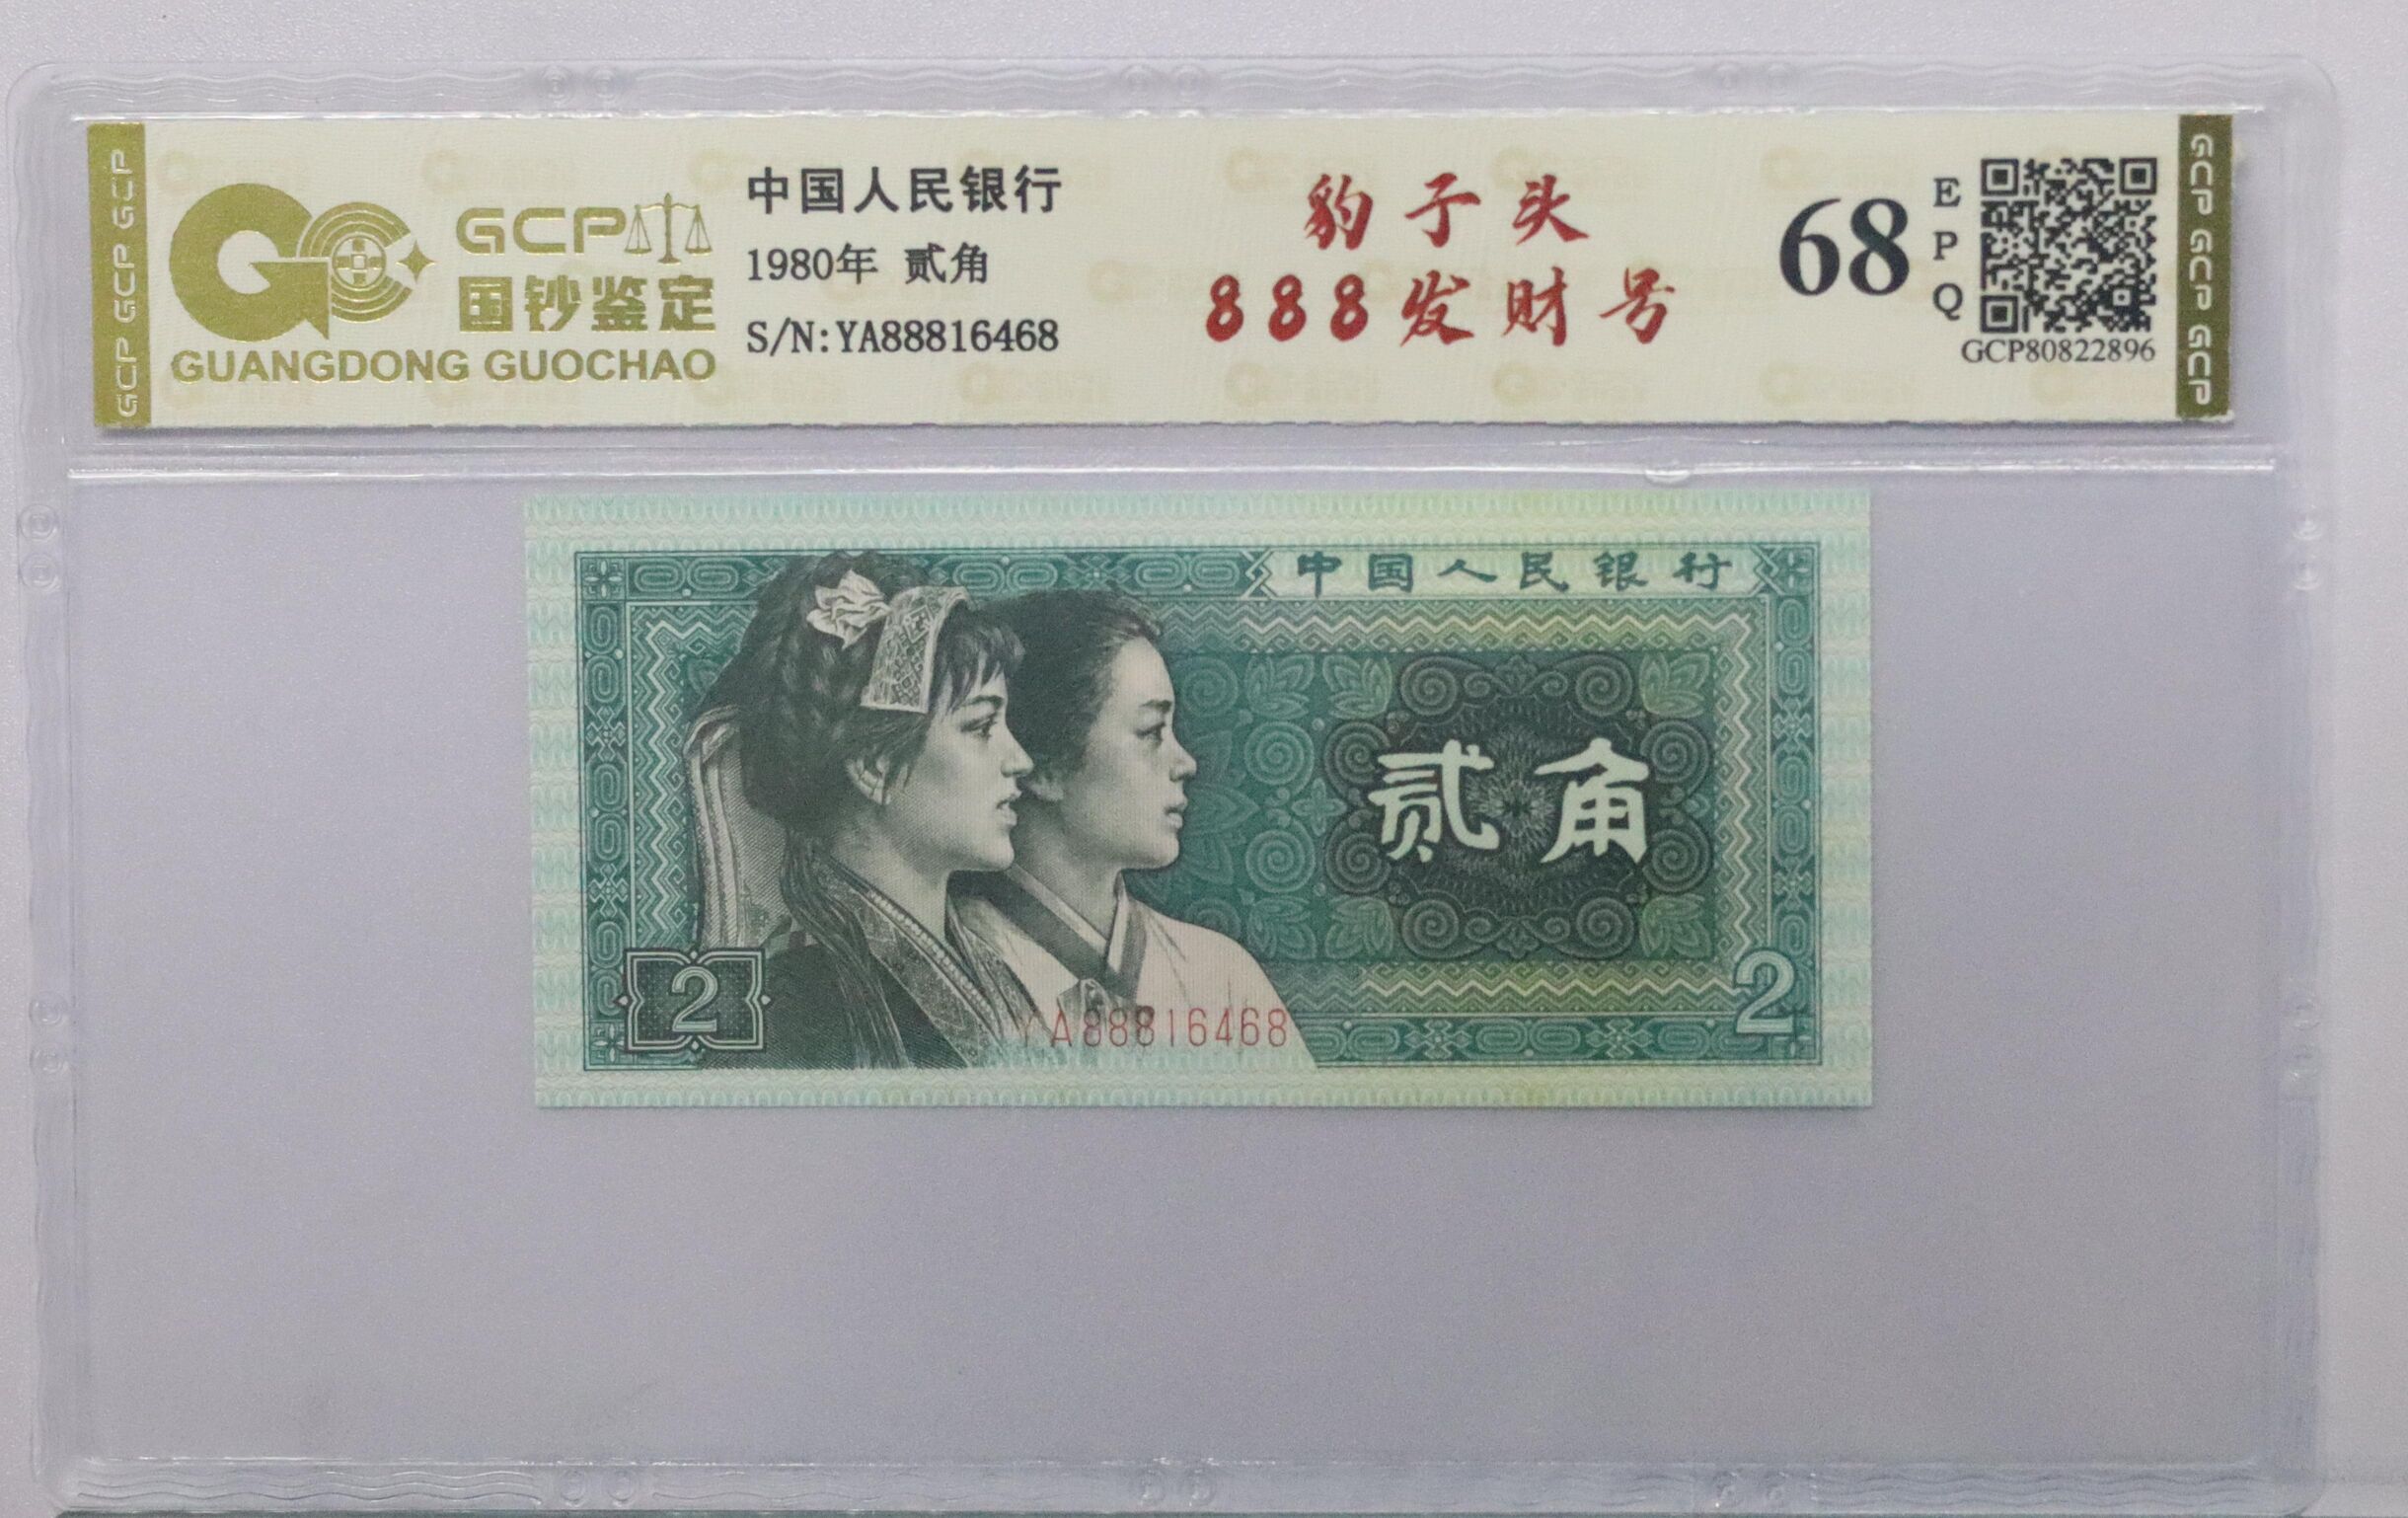 GCP GCP GCP
GCP
国钞鉴定
GUANGDONG GUOCHAO
中国人民银行
1980年 贰角
S/N:YA88816468
豹子头
888发财号
68
EPQ
GCP80822896
GCP GCP GCP
中国人民银行
贰角
2
YA88816468
2